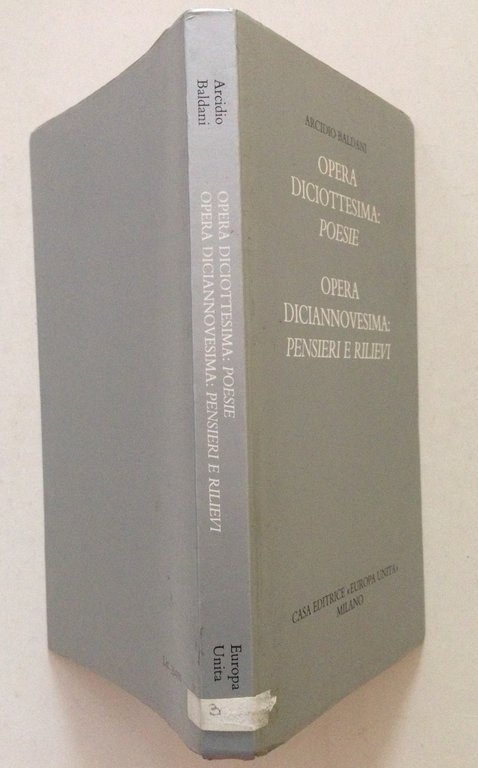 ARCIDIO BALDANI
OPERA
DICIOTTESIMA:
POESIE
OPERA
DICIANNOVESIMA:
PENSIERI E RILIEVI
CASA EDITRICE «EUROPA UNITA»
MILANO
Arcidio
Baldani
OPERA DICIOTTESIMA: POESIE
OPERA DICIANNOVESIMA: PENSIERI E RILIEVI
Europa
Unita